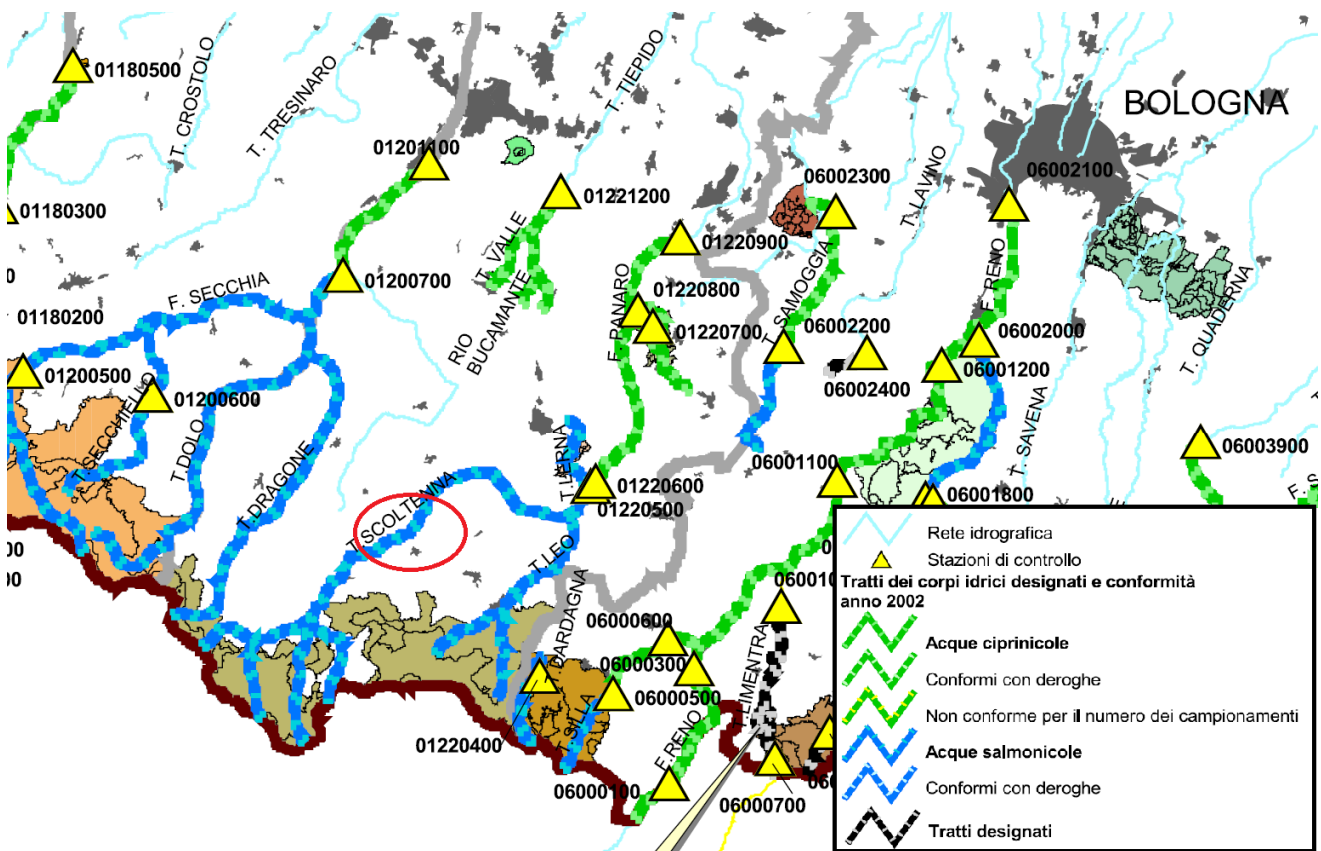 01180500
T. CROSTOLO
T. TRESINARO
T. TIEPIDO
BOLOGNA
01201100
01221200
06002300
T. LAVINO
06002100
01180300
T. VALLE
01220900
F. SECCHIA
01200700
RIO
BUCAMANTE
F. PANARO
01220800
01220700
T. SAMOGGIA
F. RENO
T. QUADERNA
01180200
06002200
06002000
01200500
01200600
06002400
06001200
T. SECCHIELLO
T.DOLO
T.DRAGONE
T. SCOLTENNA
T.LERNA
T. SAVENA
06003900
06001100
01220600
01220500
06001800
T.LEO
DARDAGNA
06000600
06000300
06000500
LIMENTRA
SILLA
01220400
F.RENO
06000100
06000700
Rete idrografica
Stazioni di controllo
Tratti dei corpi idrici designati e conformità
anno 2002
Acque ciprinicole
Conformi con deroghe
Non conforme per il numero dei campionamenti
Acque salmonicole
Conformi con deroghe
Tratti designati